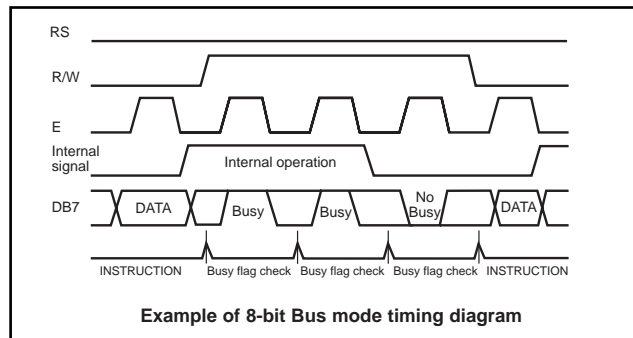 RS
R/W
E
Internal
signal
Internal operation
DB7
DATA
Busy
Busy
No
Busy
DATA
INSTRUCTION
Busy flag check
Busy flag check
Busy flag check
INSTRUCTION
Example of 8-bit Bus mode timing diagram